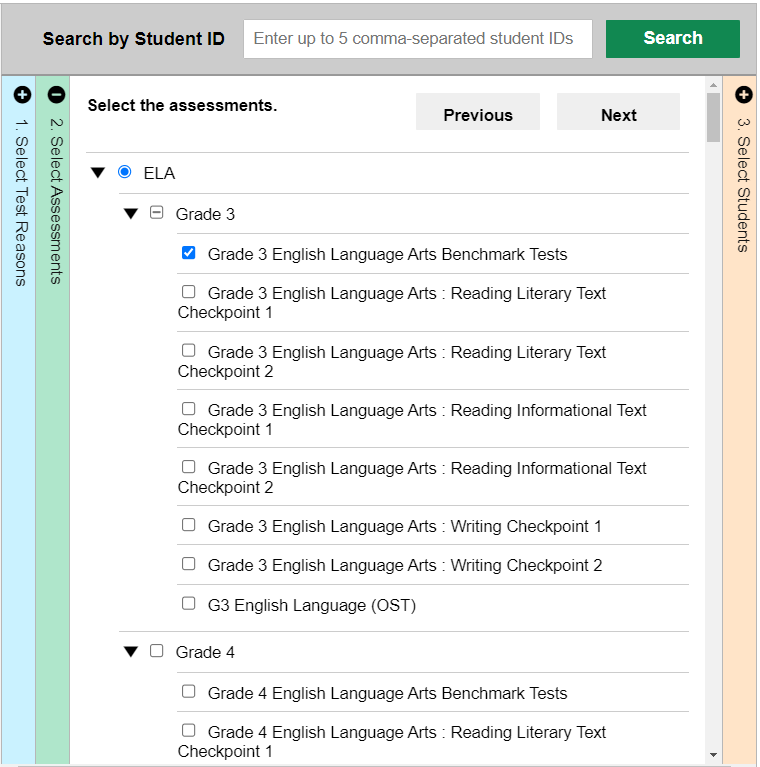 Search by Student ID
Enter up to 5 comma-separated student IDs
Search
1. Select Test Reasons
2. Select Assessments
Select the assessments.
Previous
Next
ELA
Grade 3
Grade 3 English Language Arts Benchmark Tests
Grade 3 English Language Arts : Reading Literary Text
Checkpoint 1
Grade 3 English Language Arts : Reading Literary Text
Checkpoint 2
Grade 3 English Language Arts : Reading Informational Text
Checkpoint 1
Grade 3 English Language Arts : Reading Informational Text
Checkpoint 2
Grade 3 English Language Arts : Writing Checkpoint 1
Grade 3 English Language Arts : Writing Checkpoint 2
G3 English Language (OST)
Grade 4
Grade 4 English Language Arts Benchmark Tests
Grade 4 English Language Arts : Reading Literary Text
Checkpoint 1
3. Select Students